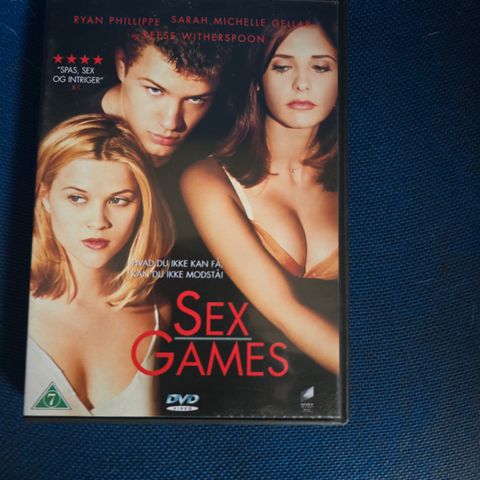 RYAN PHILLIPPE SARAH MICHELLE GELLAR
REESE WITHERSPOON
"SPAS, SEX
OG INTRIGER"
B.T.
HVAD DU IKKE KAN FÅ,
KAN DU IKKE MODSTÅ!
SEX
GAMES
7
DVD
VIDEO